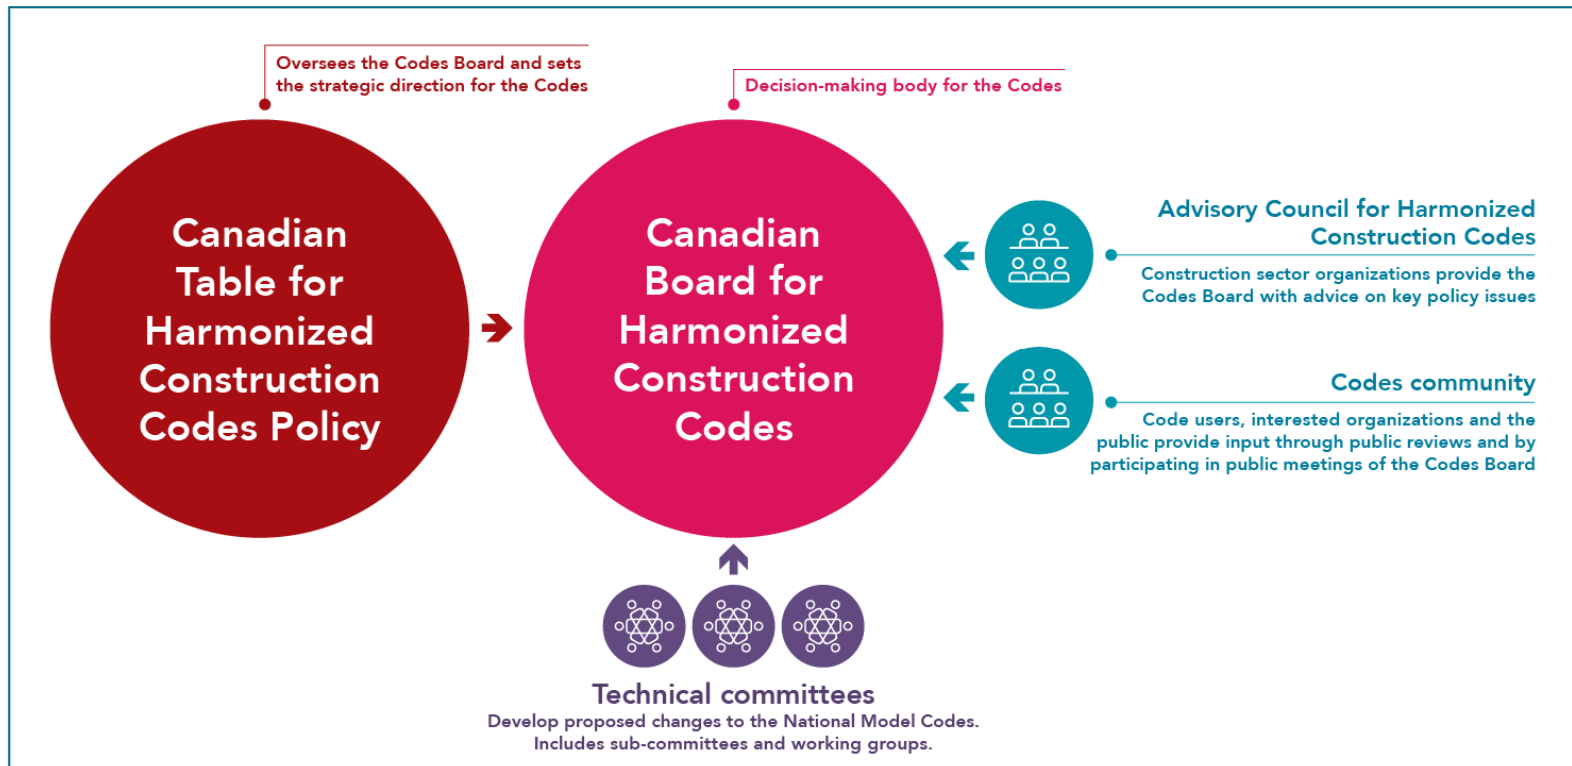 Oversees the Codes Board and sets
the strategic direction for the Codes
Decision-making body for the Codes
Canadian
Table for
Harmonized
Construction
Codes Policy
Canadian
Board for
Harmonized
Construction
Codes
Advisory Council for Harmonized
Construction Codes
Construction sector organizations provide the
Codes Board with advice on key policy issues
Codes community
Code users, interested organizations and the
public provide input through public reviews and by
participating in public meetings of the Codes Board
Technical committees
Develop proposed changes to the National Model Codes.
Includes sub-committees and working groups.